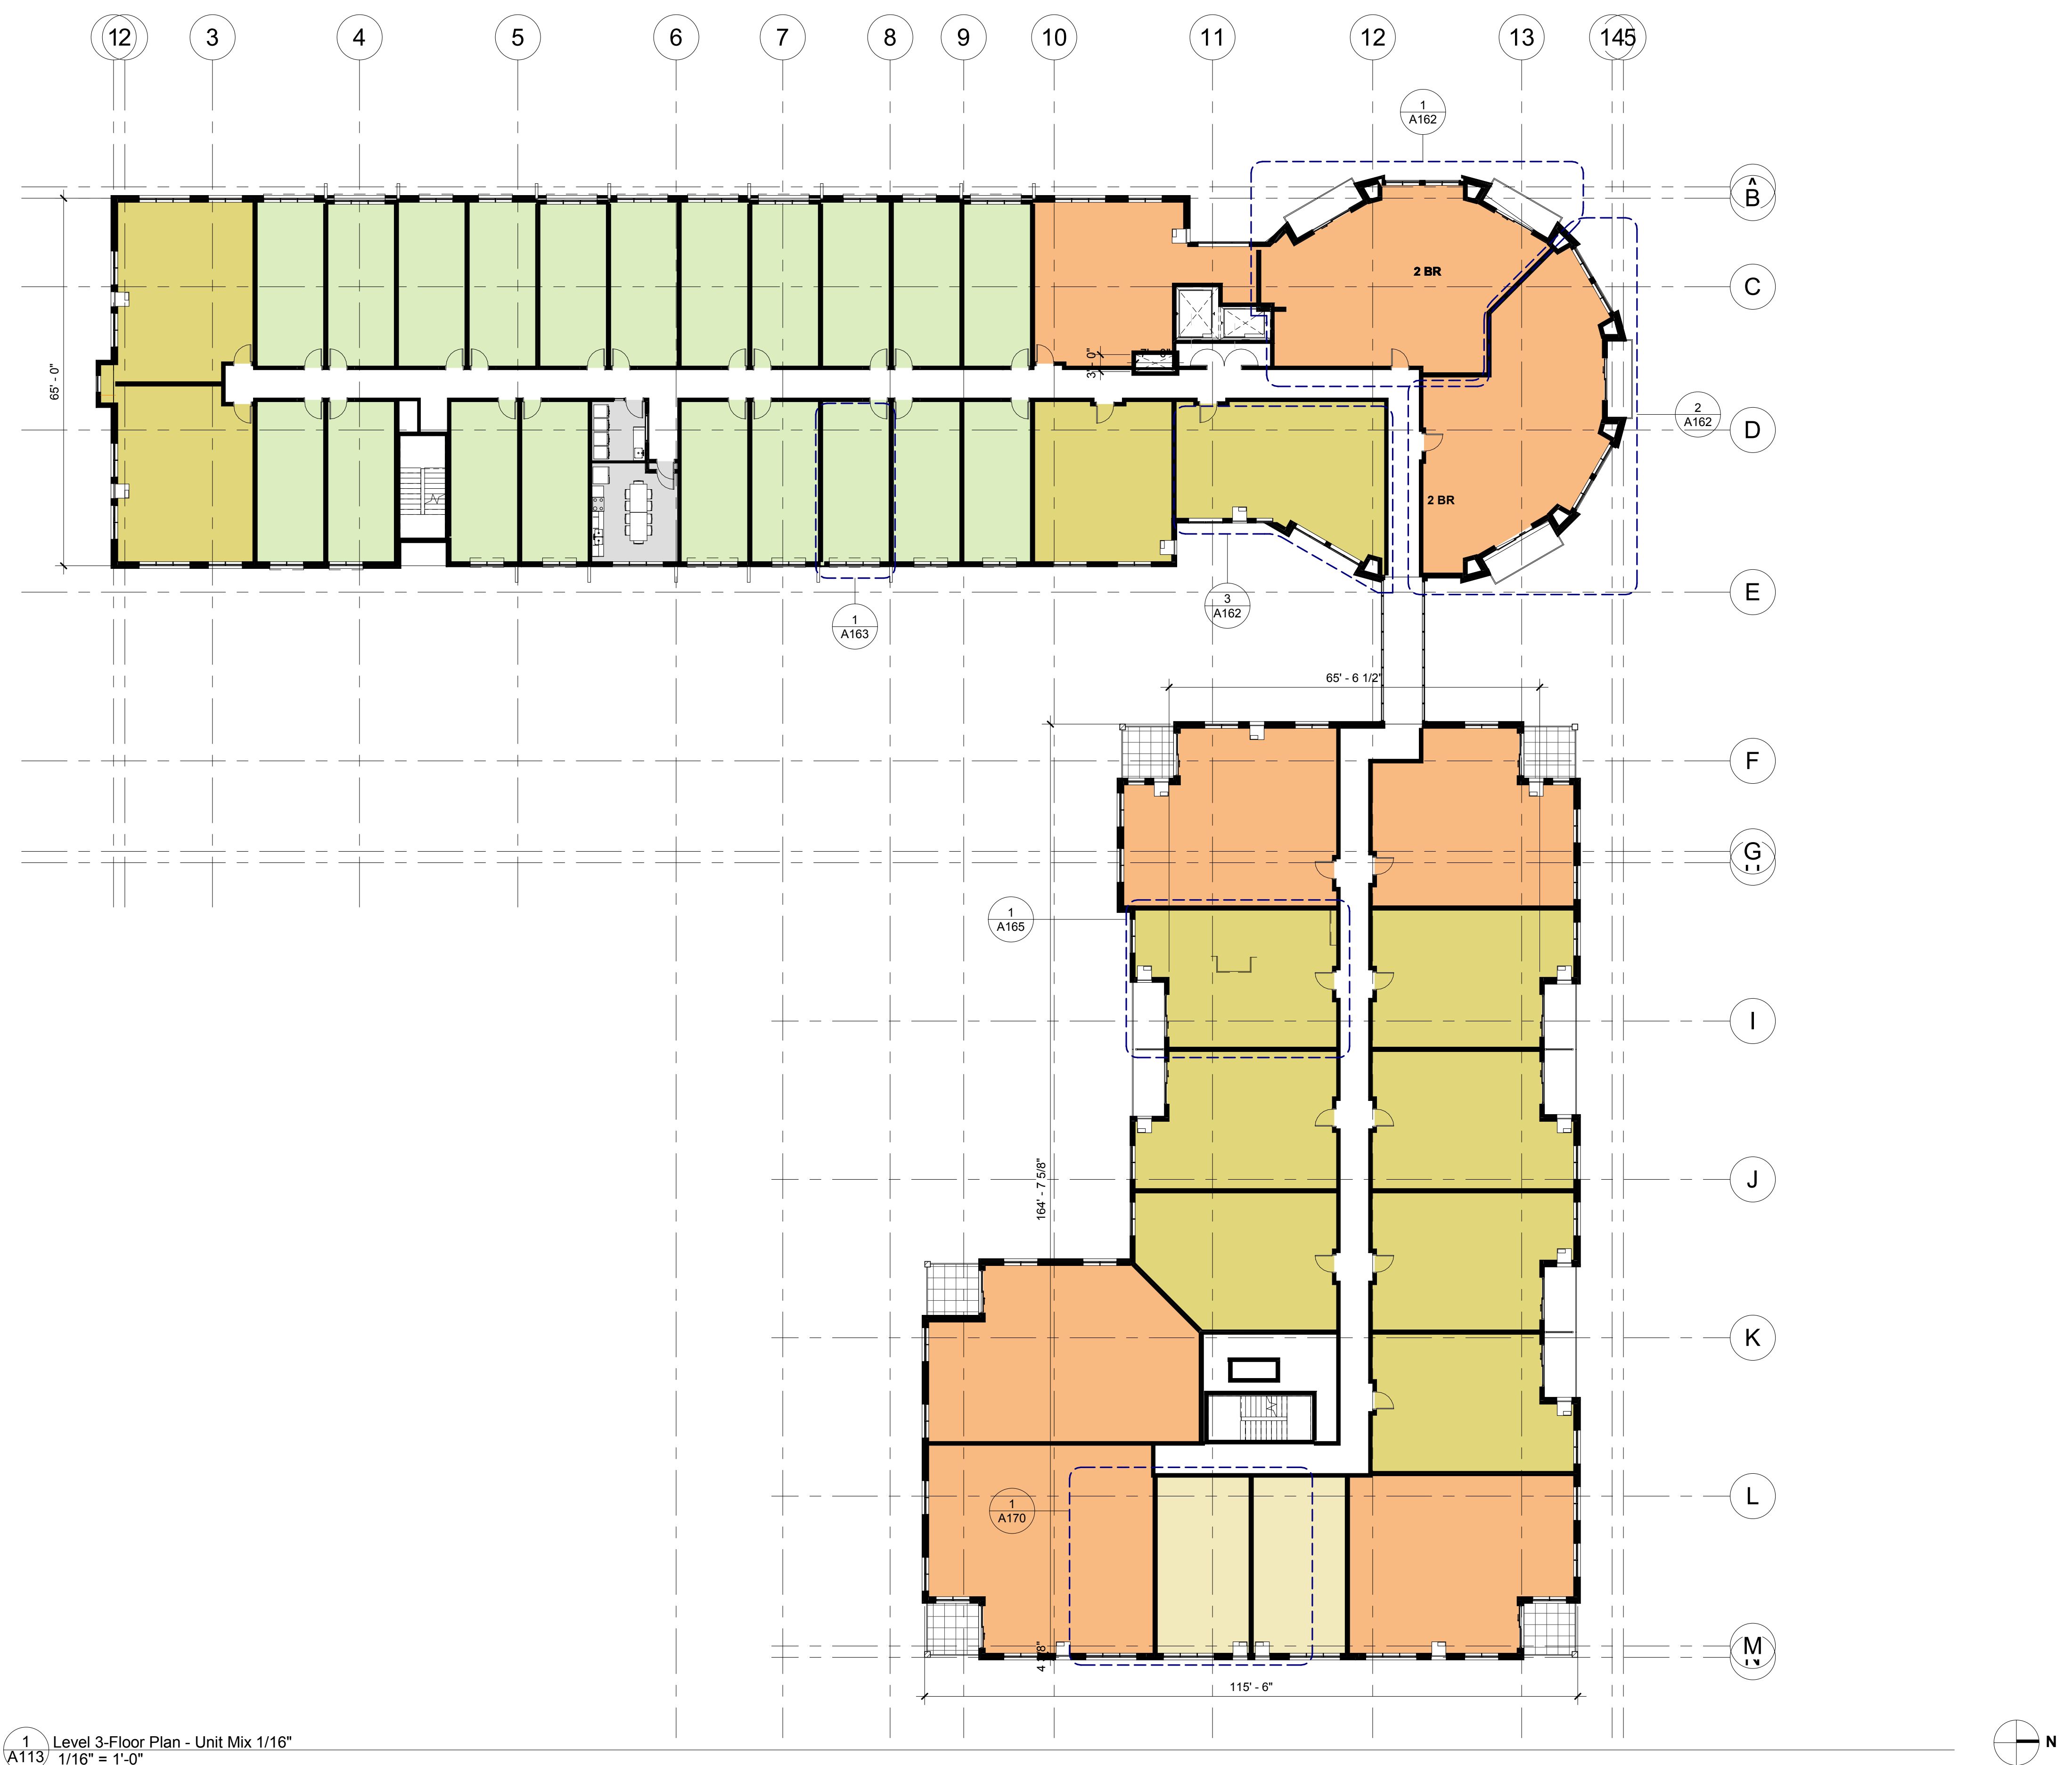 12 3 4 5 6 7 8 9 10 11 12 13 145
1
A162
A
B
2 BR
C
65' - 0"
3' - 0"
D
2
A162
2 BR
E
1
A163
3
A162
65' - 6 1/2"
F
G
H
1
A165
I
164' - 7 5/8"
J
K
L
1
A170
M
N
115' - 6"
1
A113
Level 3-Floor Plan - Unit Mix 1/16"
1/16" = 1'-0"
N